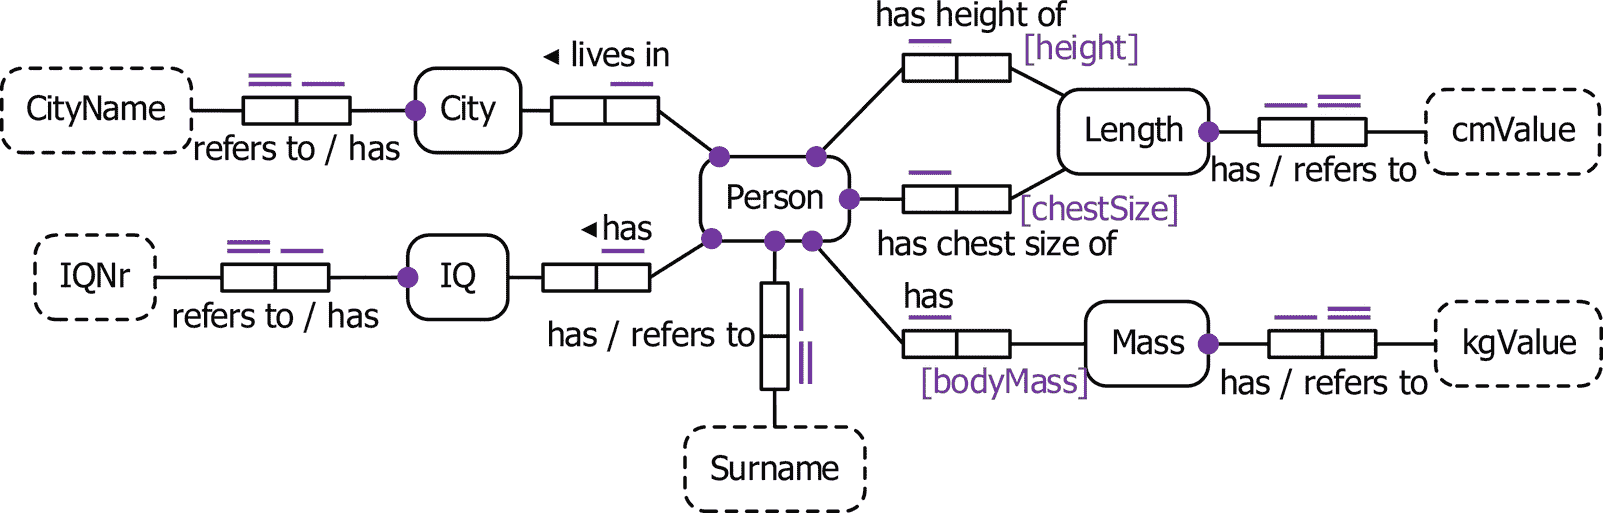 has height of
[height]
◄ lives in
CityName
City
refers to / has
Length
cmValue
has / refers to
Person
[chestSize]
has chest size of
◄ has
IQNr
IQ
refers to / has
has / refers to
has
Mass
kgValue
[bodyMass]
has / refers to
Surname